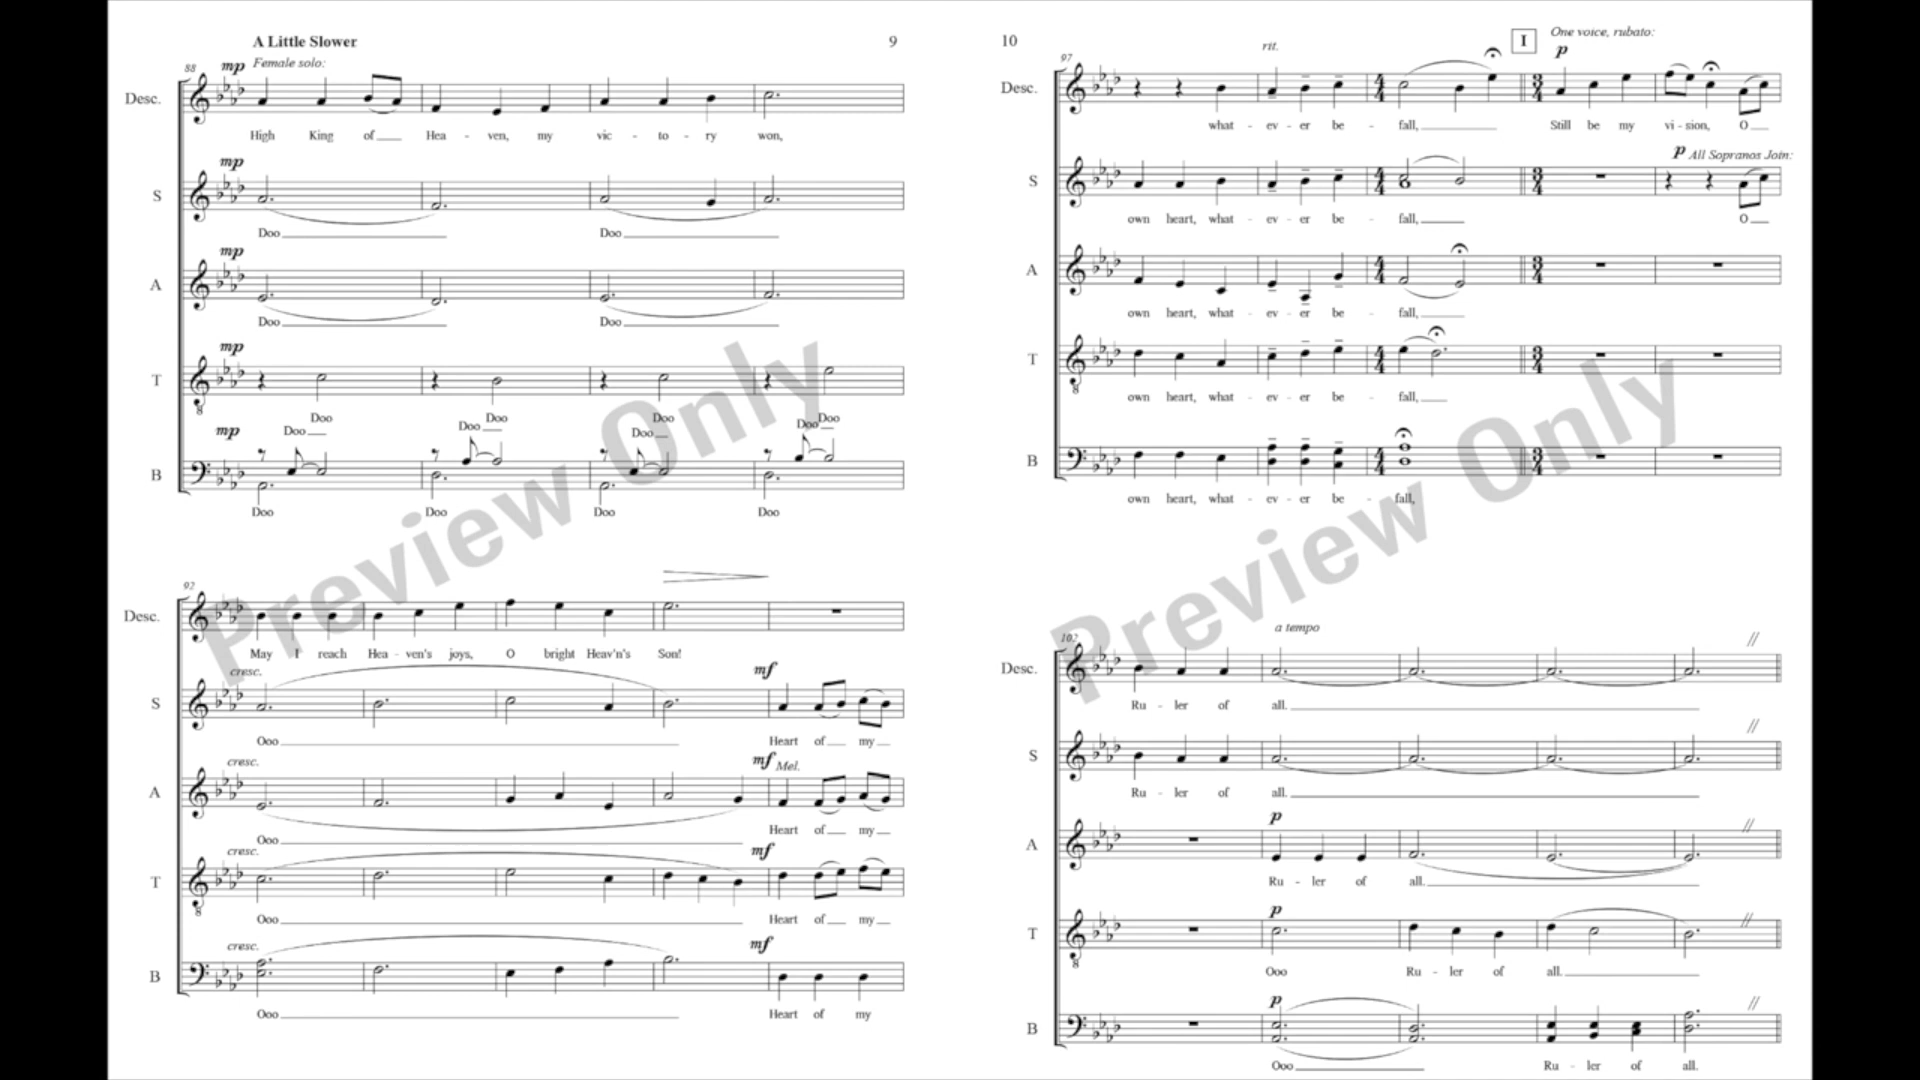 A Little Slower
9
88
mp Female solo:
Desc.
High King of Hea - ven, my vic - to - ry won,
mp
S
Doo Doo
mp
A
Doo Doo
mp
T
Doo Doo Doo Doo
mp Doo Doo Doo Doo
B
Doo Doo Doo Doo
92
Desc.
May I reach Hea - ven's joys, O bright Heav'n's Son!
cresc. mf
S
Ooo Heart of my
cresc. mf Mel.
A
Ooo Heart of my
cresc. mf
T
Ooo Heart of my
cresc. mf
B
Ooo Heart of my
Preview Only
10
rit. I One voice, rubato:
97 p
Desc.
what - ev - er be - fall, Still be my vi - sion, O
p All Sopranos Join:
S
own heart, what - ev - er be - fall, O
A
own heart, what - ev - er be - fall,
T
own heart, what - ev - er be - fall,
B
own heart, what - ev - er be - fall,
a tempo
102
Desc.
Ru - ler of all.
S
Ru - ler of all.
p
A
Ru - ler of all.
p
T
Ooo Ru - ler of all.
p
B
Ooo Ru - ler of all.
Preview Only